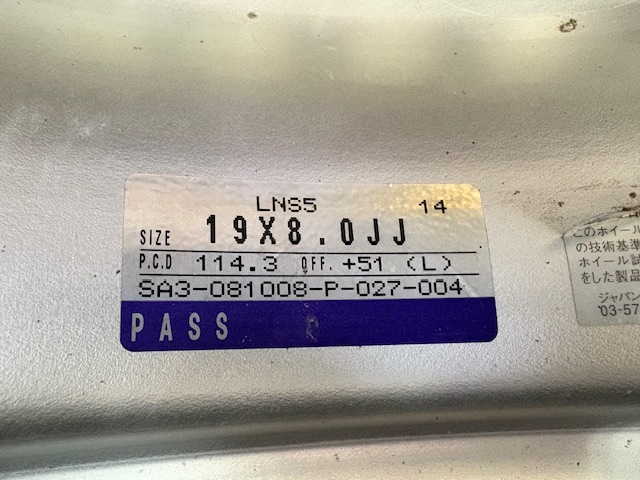 LNS5 14
SIZE 19X8.0JJ
P.C.D 114.3 OFF. +51 (L)
SA3-081008-P-027-004
PASS R
このホイール
の技術基準
ホイール試
をした製品
ジャパン
'03-57